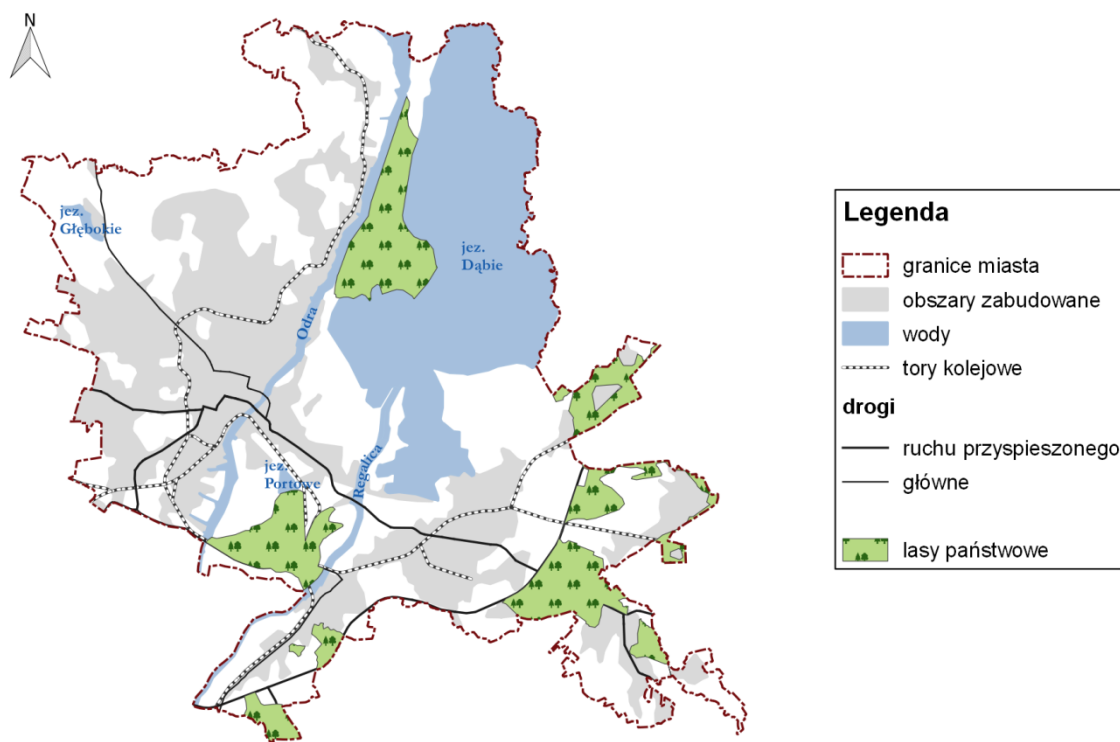 N
jez.
Głębokie
jez.
Dąbie
Odra
jez.
Portowe
Regalica
Legenda
granice miasta
obszary zabudowane
wody
tory kolejowe
drogi
ruchu przyspieszonego
główne
lasy państwowe